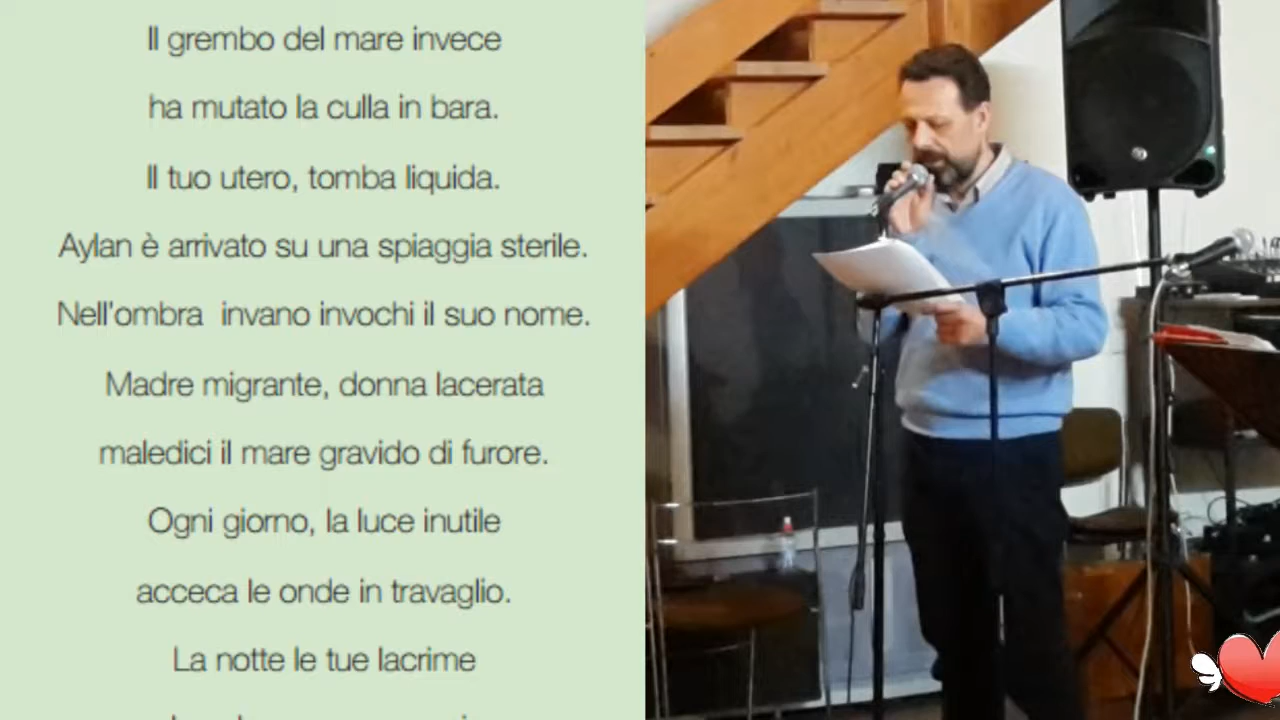 Il grembo del mare invece
ha mutato la culla in bara.
Il tuo utero, tomba liquida.
Aylan è arrivato su una spiaggia sterile.
Nell'ombra  invano invochi il suo nome.
Madre migrante, donna lacerata
maledici il mare gravido di furore.
Ogni giorno, la luce inutile
acceca le onde in travaglio.
La notte le tue lacrime